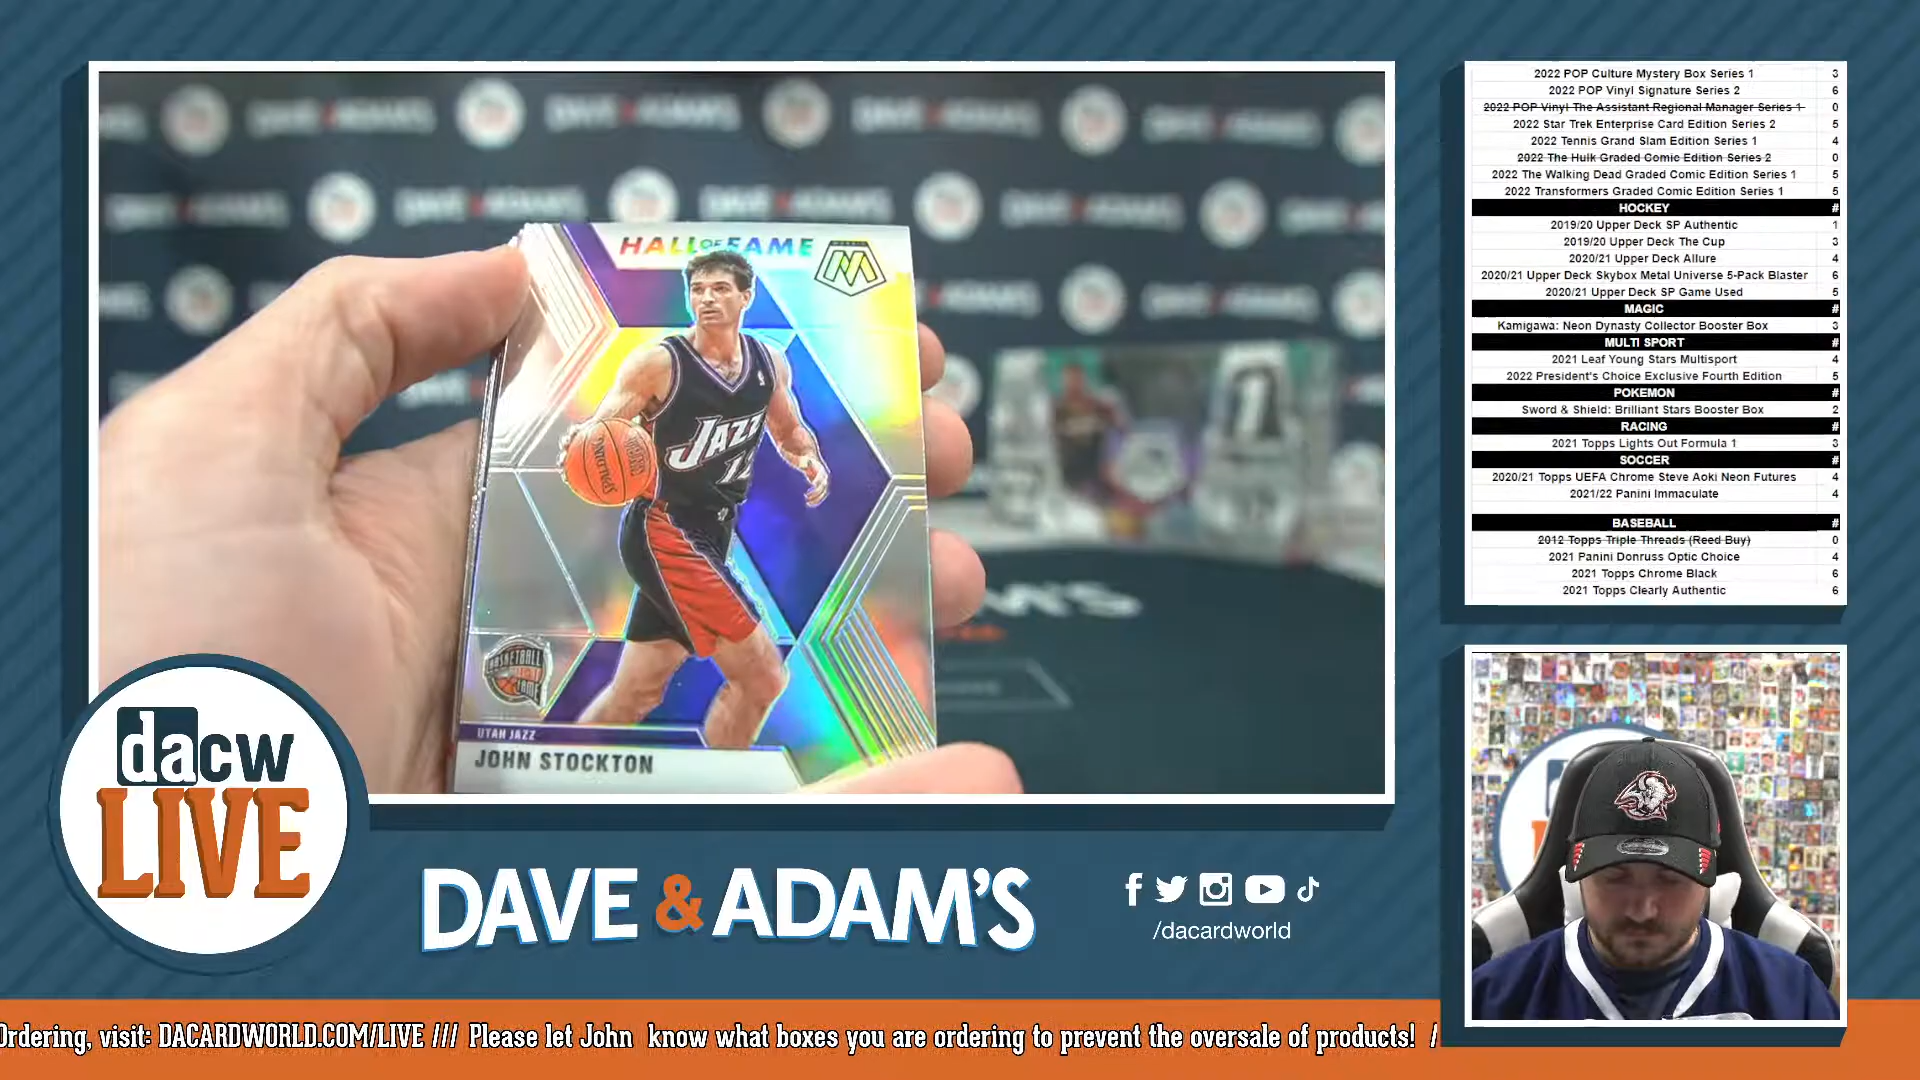 HALL OF FAME
MOSAIC
JAZZ
12
SPALDING
BASKETBALL
HALL
FAME
UTAH JAZZ
JOHN STOCKTON
DAVE & ADAM'S
dacw
LIVE
DAVE & ADAM'S
/dacardworld
Ordering, visit: DACARDWORLD.COM/LIVE /// Please let John know what boxes you are ordering to prevent the oversale of products! /
2022 POP Culture Mystery Box Series 1 3
2022 POP Vinyl Signature Series 2 6
2022 POP Vinyl The Assistant Regional Manager Series 1 0
2022 Star Trek Enterprise Card Edition Series 2 5
2022 Tennis Grand Slam Edition Series 1 4
2022 The Hulk Graded Comic Edition Series 2 0
2022 The Walking Dead Graded Comic Edition Series 1 5
2022 Transformers Graded Comic Edition Series 1 5
HOCKEY #
2019/20 Upper Deck SP Authentic 1
2019/20 Upper Deck The Cup 3
2020/21 Upper Deck Allure 4
2020/21 Upper Deck Skybox Metal Universe 5-Pack Blaster 6
2020/21 Upper Deck SP Game Used 5
MAGIC #
Kamigawa: Neon Dynasty Collector Booster Box 3
MULTI SPORT #
2021 Leaf Young Stars Multisport 4
2022 President's Choice Exclusive Fourth Edition 5
POKEMON #
Sword & Shield: Brilliant Stars Booster Box 2
RACING #
2021 Topps Lights Out Formula 1 3
SOCCER #
2020/21 Topps UEFA Chrome Steve Aoki Neon Futures 4
2021/22 Panini Immaculate 4
BASEBALL #
2012 Topps Triple Threads (Reed Buy) 0
2021 Panini Donruss Optic Choice 4
2021 Topps Chrome Black 6
2021 Topps Clearly Authentic 6